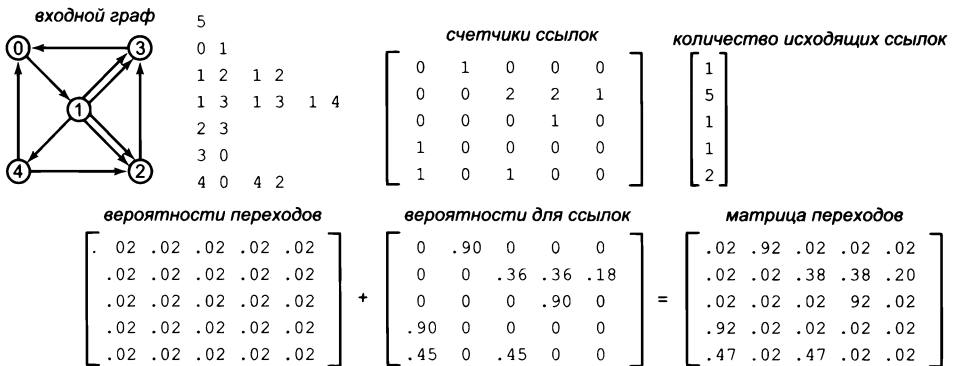 входной граф
5
0 1
1 2 1 2
1 3 1 3 1 4
2 3
3 0
4 0 4 2
0
3
1
4
2
счетчики ссылок
0 1 0 0 0
0 0 2 2 1
0 0 0 1 0
1 0 0 0 0
1 0 1 0 0
количество исходящих ссылок
1
5
1
1
2
вероятности переходов
. 02 .02 .02 .02 .02
.02 .02 .02 .02 .02
.02 .02 .02 .02 .02
.02 .02 .02 .02 .02
.02 .02 .02 .02 .02
+
вероятности для ссылок
0 .90 0 0 0
0 0 .36 .36 .18
0 0 0 .90 0
.90 0 0 0 0
.45 0 .45 0 0
=
матрица переходов
.02 .92 .02 .02 .02
.02 .02 .38 .38 .20
.02 .02 .02 92 .02
.92 .02 .02 .02 .02
.47 .02 .47 .02 .02